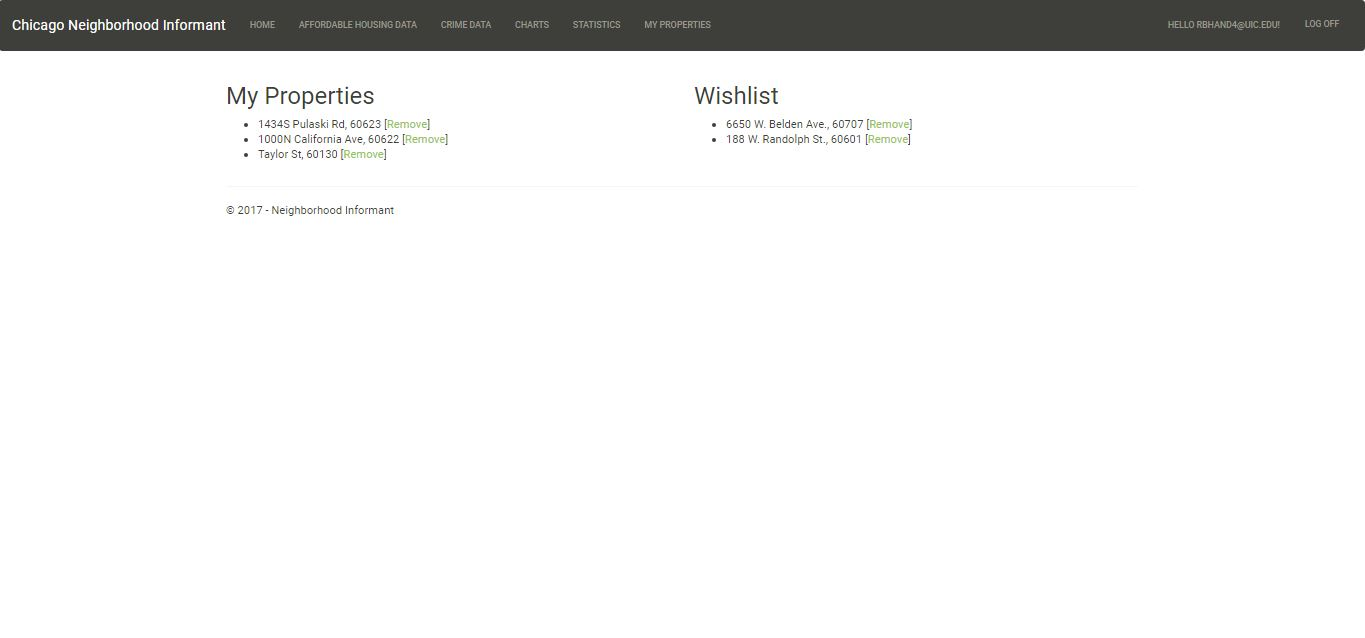 Chicago Neighborhood Informant HOME AFFORDABLE HOUSING DATA CRIME DATA CHARTS STATISTICS MY PROPERTIES HELLO RBHAND4@UIC.EDU! LOG OFF
My Properties
1434S Pulaski Rd, 60623 [Remove]
1000N California Ave, 60622 [Remove]
Taylor St, 60130 [Remove]
Wishlist
6650 W. Belden Ave., 60707 [Remove]
188 W. Randolph St., 60601 [Remove]
© 2017 - Neighborhood Informant